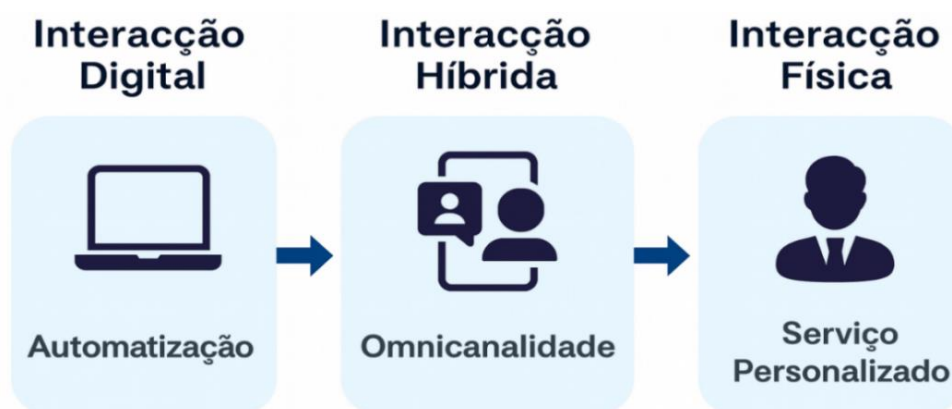 Interacção
Digital
Interacção
Híbrida
Interacção
Física
Automatização
Omnicanalidade
Serviço
Personalizado